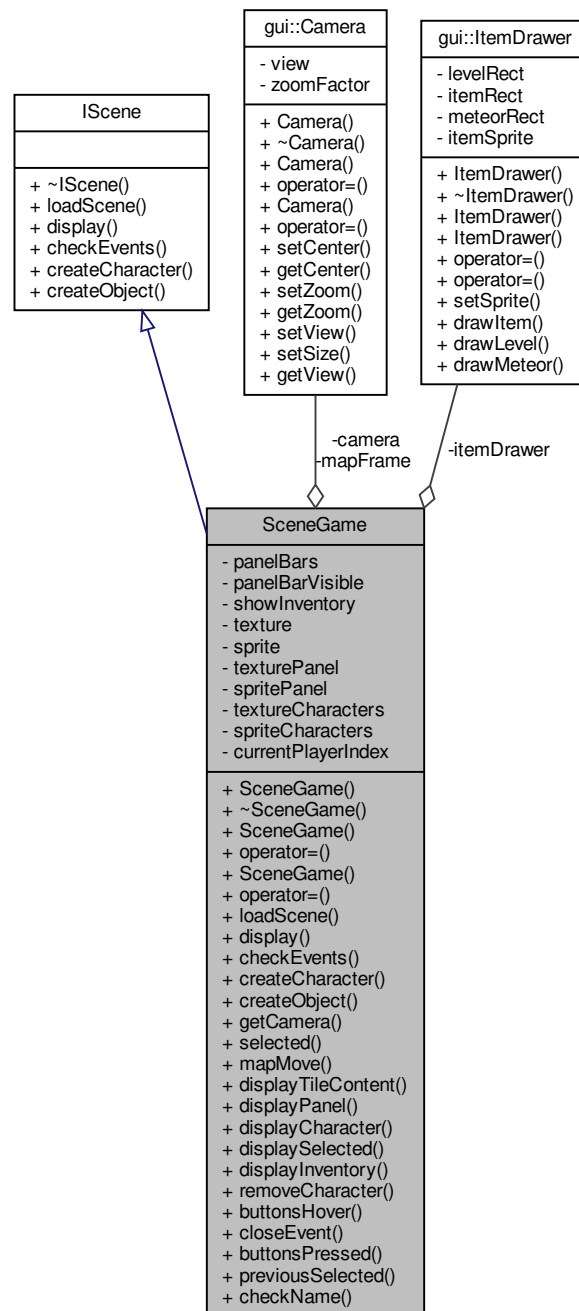 IScene
+ ~IScene()
+ loadScene()
+ display()
+ checkEvents()
+ createCharacter()
+ createObject()
gui::Camera
- view
- zoomFactor
+ Camera()
+ ~Camera()
+ Camera()
+ operator=()
+ Camera()
+ operator=()
+ setCenter()
+ getCenter()
+ setZoom()
+ getZoom()
+ setView()
+ setSize()
+ getView()
gui::ItemDrawer
- levelRect
- itemRect
- meteorRect
- itemSprite
+ ItemDrawer()
+ ~ItemDrawer()
+ ItemDrawer()
+ ItemDrawer()
+ operator=()
+ operator=()
+ setSprite()
+ drawItem()
+ drawLevel()
+ drawMeteor()
-camera
-mapFrame
-itemDrawer
SceneGame
- panelBars
- panelBarVisible
- showInventory
- texture
- sprite
- texturePanel
- spritePanel
- textureCharacters
- spriteCharacters
- currentPlayerIndex
+ SceneGame()
+ ~SceneGame()
+ SceneGame()
+ operator=()
+ SceneGame()
+ operator=()
+ loadScene()
+ display()
+ checkEvents()
+ createCharacter()
+ createObject()
+ getCamera()
+ selected()
+ mapMove()
+ displayTileContent()
+ displayPanel()
+ displayCharacter()
+ displaySelected()
+ displayInventory()
+ removeCharacter()
+ buttonsHover()
+ closeEvent()
+ buttonsPressed()
+ previousSelected()
+ checkName()